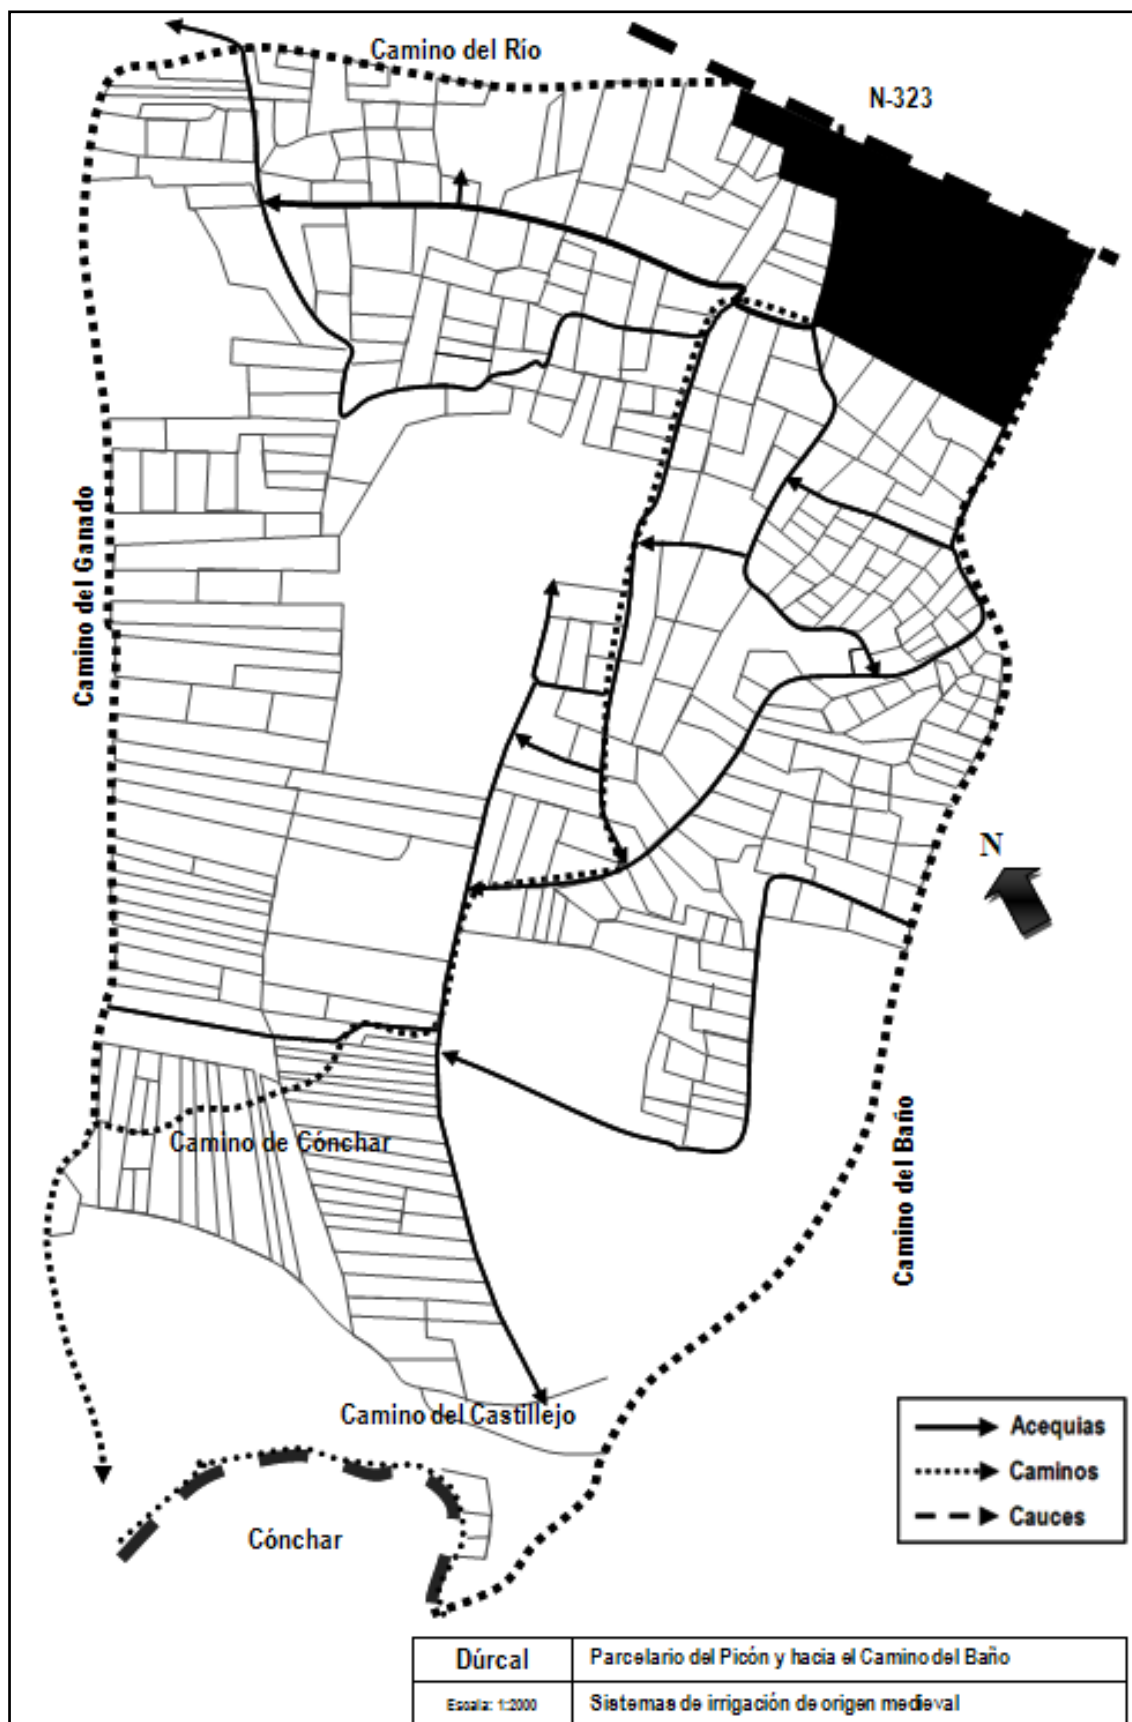 Camino del Río
N-323
Camino del Ganado
N
Camino de Cónchar
Camino del Baño
Camino del Castillejo
Acequias
Caminos
Cauces
Cónchar
Dúrcal
Parcelario del Picón y hacia el Camino del Baño
Escala: 1:2000
Sistemas de irrigación de origen medieval